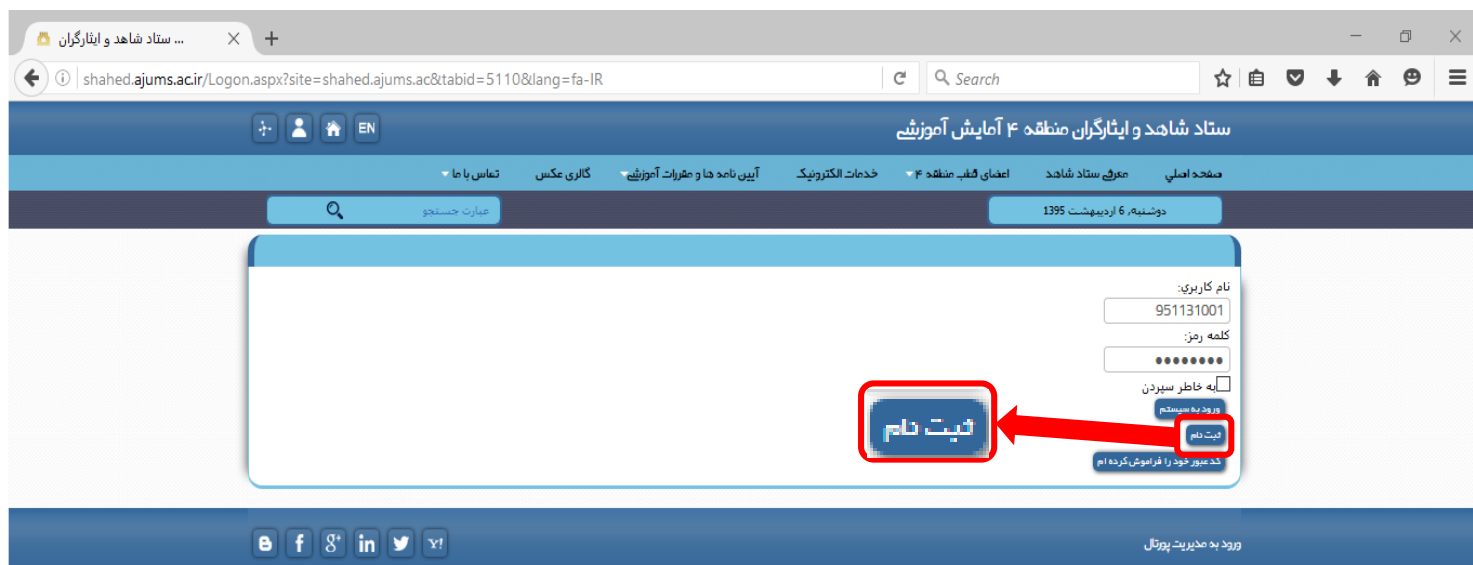 ستاد شاهد و ایثارگران ...
shahed.ajums.ac.ir/Logon.aspx?site=shahed.ajums.ac&tabid=5110&lang=fa-IR
Search
ستاد شاهد و ایثارگران منطقه ۴ آمایش آموزشی
EN
صفحه اصلي معرفی ستاد شاهد اعضای قطب منطقه ۴ خدمات الکترونیک آیین نامه ها و مقررات آموزشی گالری عکس تماس با ما
دوشنبه, 6 اردیبهشت 1395
عبارت جستجو
نام کاربري:
951131001
کلمه رمز:
به خاطر سپردن
ورود به سیستم
ثبت نام
ثبت نام
کد عبور خود را فراموش کرده ام
ورود به مدیریت پورتال
B f g+ in Y!